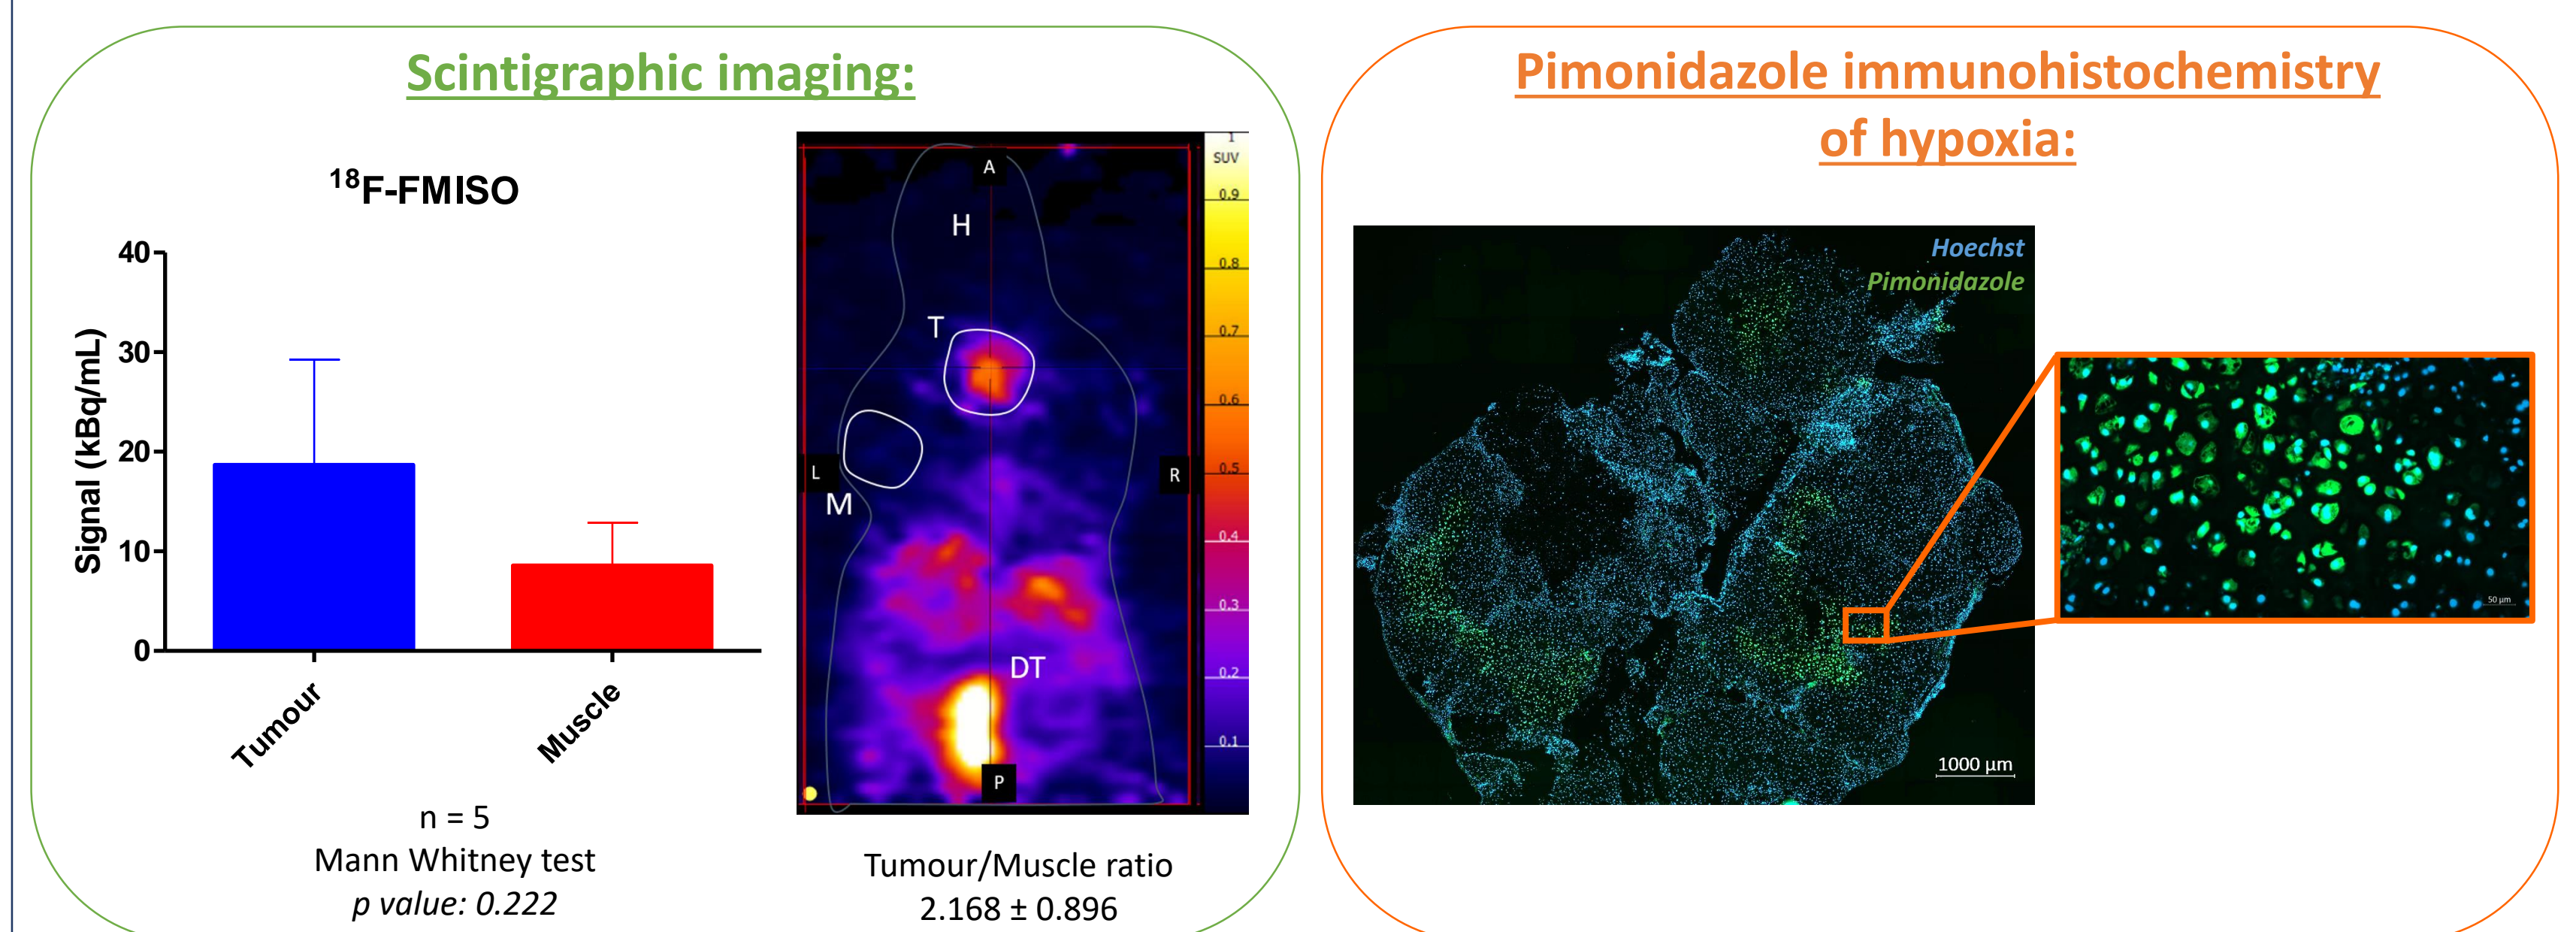 Scintigraphic imaging:
¹⁸F-FMISO
Signal (kBq/mL)
40
30
20
10
0
Tumour
Muscle
n = 5
Mann Whitney test
p value: 0.222
A
H
T
L
R
M
DT
P
1
SUV
0.9
0.8
0.7
0.6
0.5
0.4
0.3
0.2
0.1
Tumour/Muscle ratio
2.168 ± 0.896
Pimonidazole immunohistochemistry
of hypoxia:
Hoechst
Pimonidazole
1000 µm
50 µm